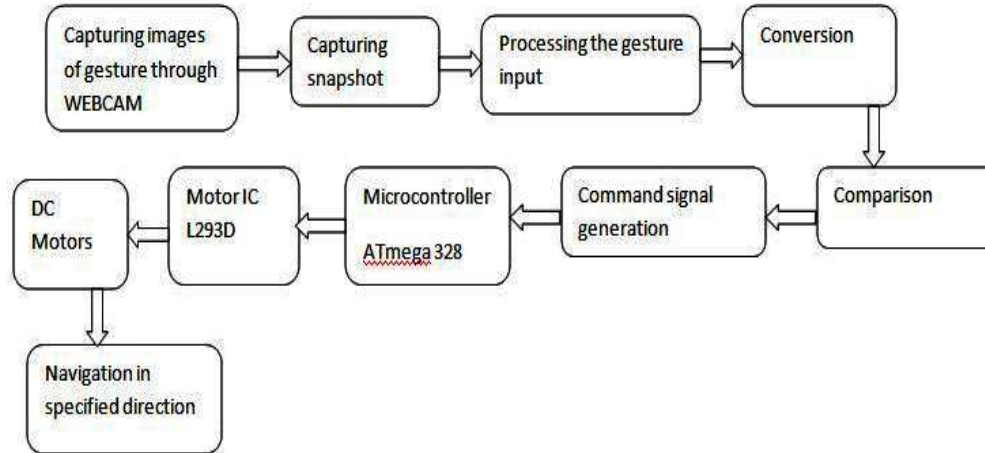 Capturing images
of gesture through
WEBCAM
Capturing
snapshot
Processing the gesture
input
Conversion
Comparison
Command signal
generation
Microcontroller
ATmega 328
Motor IC
L293D
DC
Motors
Navigation in
specified direction